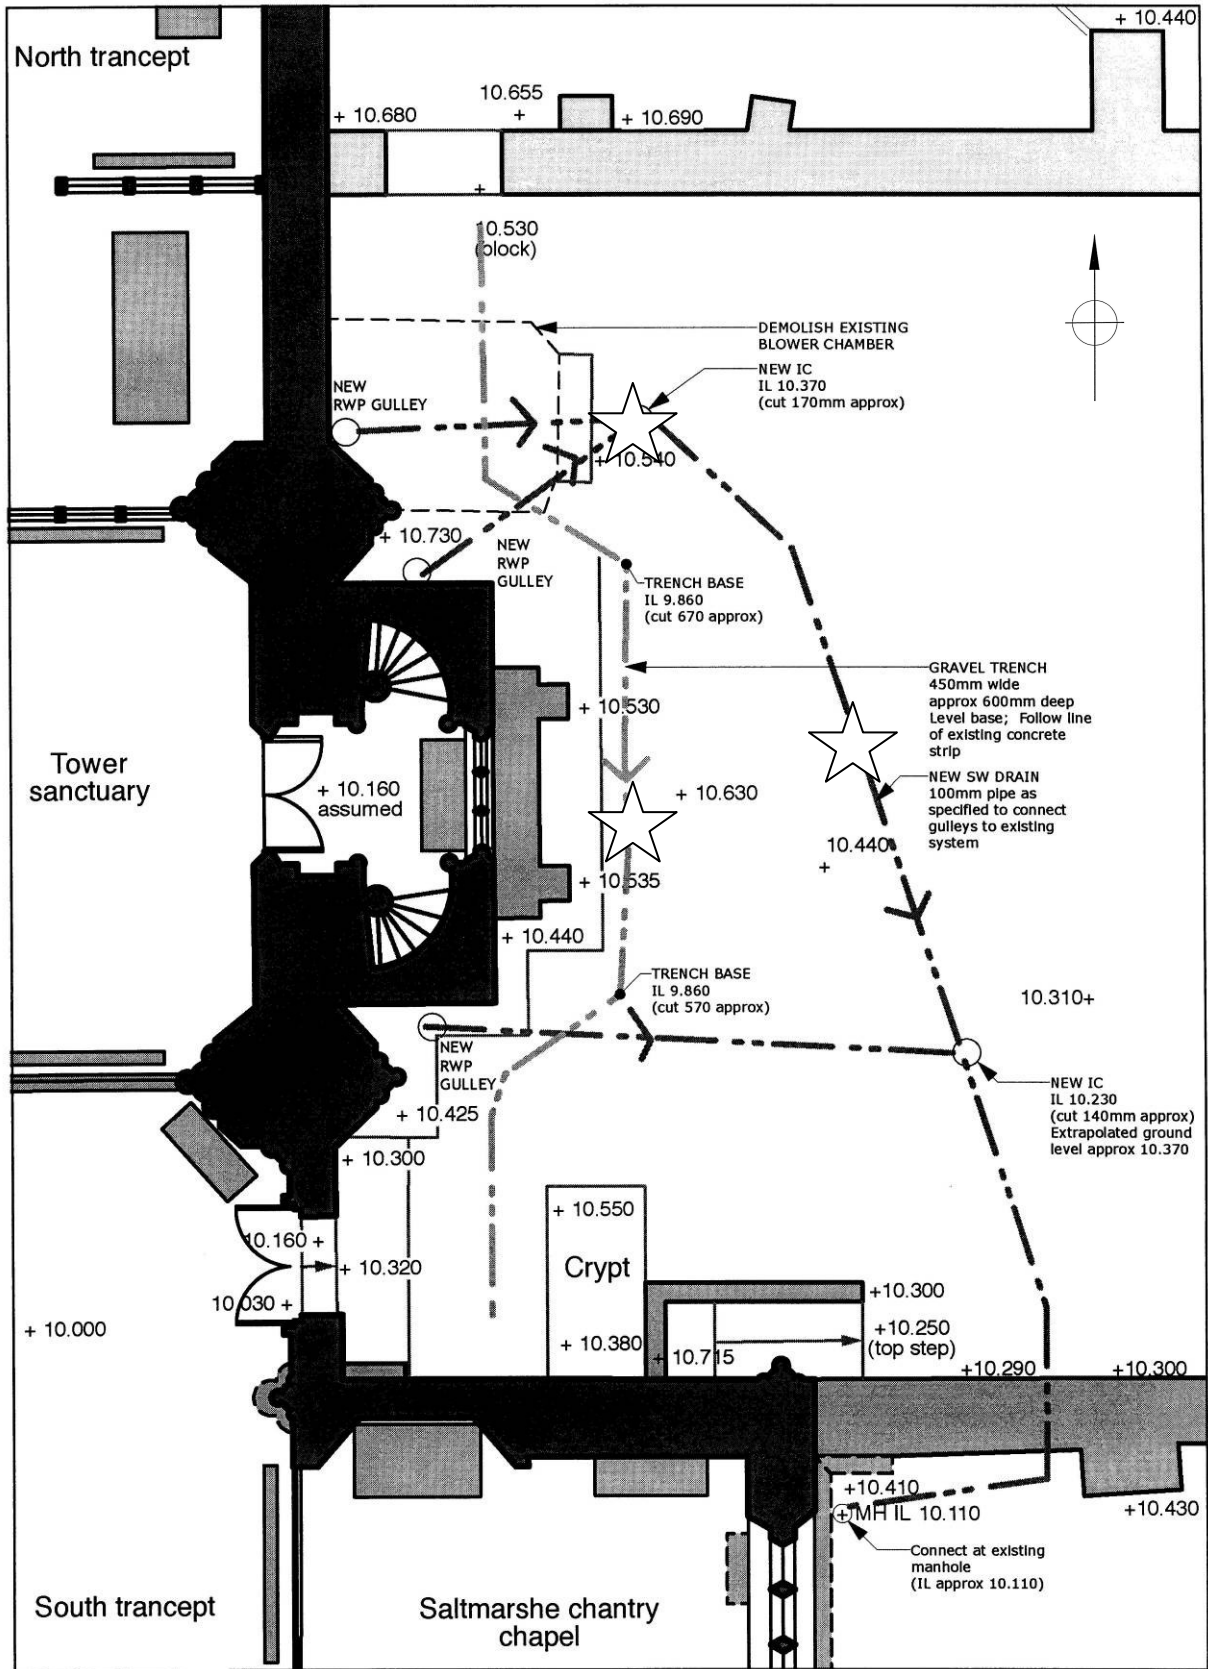 + 10.440
North trancept
10.655
+
+ 10.680
+ 10.690
+
10.530
(block)
DEMOLISH EXISTING
BLOWER CHAMBER
NEW IC
IL 10.370
(cut 170mm approx)
NEW
RWP GULLEY
+ 10.540
+ 10.730
NEW
RWP
GULLEY
TRENCH BASE
IL 9.860
(cut 670 approx)
GRAVEL TRENCH
450mm wide
approx 600mm deep
Level base; Follow line
of existing concrete
strip
+ 10.530
Tower
sanctuary
+ 10.160
assumed
+ 10.630
NEW SW DRAIN
100mm pipe as
specified to connect
gulleys to existing
system
10.440
+
+ 10.535
+ 10.440
TRENCH BASE
IL 9.860
(cut 570 approx)
10.310+
NEW
RWP
GULLEY
NEW IC
IL 10.230
(cut 140mm approx)
Extrapolated ground
level approx 10.370
+ 10.425
+ 10.300
+ 10.550
10.160 +
+ 10.320
Crypt
10.030 +
+ 10.000
+10.300
+10.250
(top step)
+ 10.380
+ 10.715
+10.290
+10.300
+10.410
+MH IL 10.110
+10.430
Connect at existing
manhole
(IL approx 10.110)
South trancept
Saltmarshe chantry
chapel